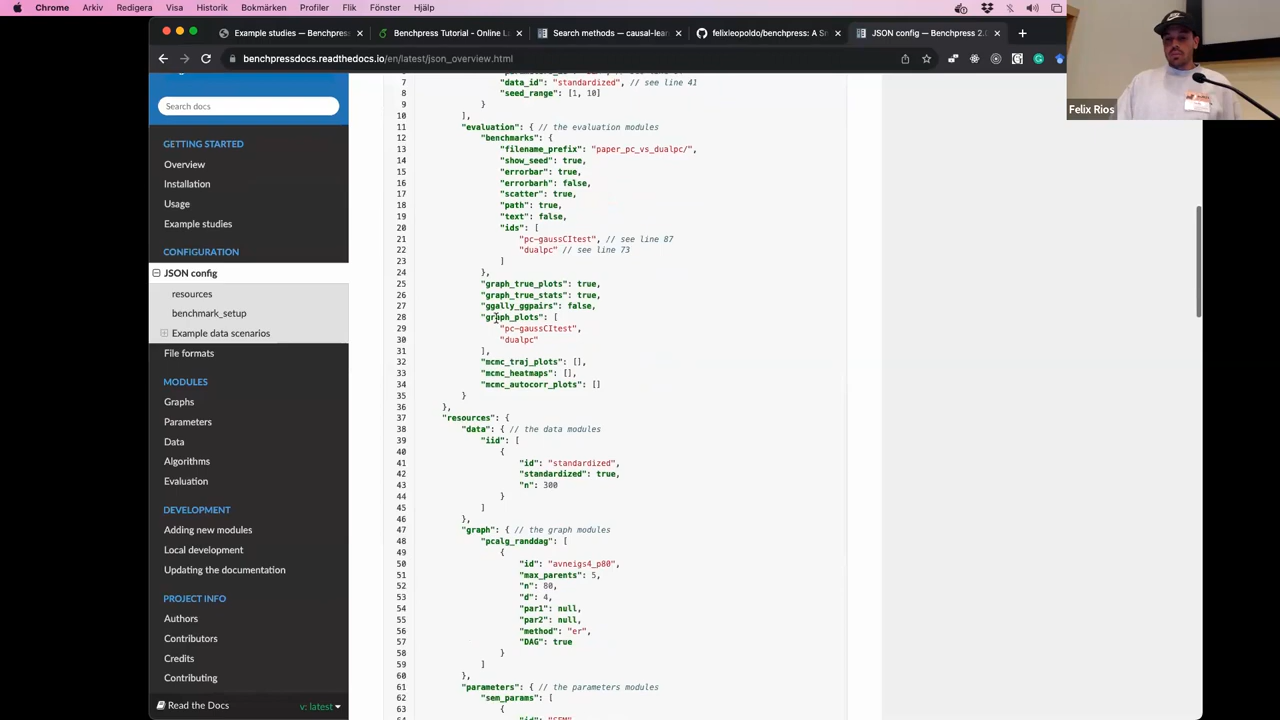 Chrome Arkiv Redigera Visa Historik Bokmärken Profiler Flik Fönster Hjälp
Example studies — Benchpress
Benchpress Tutorial - Online L
Search methods — causal-learn
felixleopoldo/benchpress: A Sn
JSON config — Benchpress 2.
benchpressdocs.readthedocs.io/en/latest/json_overview.html
Felix Rios
Search docs
GETTING STARTED
Overview
Installation
Usage
Example studies
CONFIGURATION
JSON config
resources
benchmark_setup
Example data scenarios
File formats
MODULES
Graphs
Parameters
Data
Algorithms
Evaluation
DEVELOPMENT
Adding new modules
Local development
Updating the documentation
PROJECT INFO
Authors
Contributors
Credits
Contributing
Read the Docs v: latest
7 "data_id": "standardized", // see line 41
8 "seed_range": [1, 10]
9 }
10 ],
11 "evaluation": { // the evaluation modules
12 "benchmarks": {
13 "filename_prefix": "paper_pc_vs_dualpc/",
14 "show_seed": true,
15 "errorbar": true,
16 "errorbarh": false,
17 "scatter": true,
18 "path": true,
19 "text": false,
20 "ids": [
21 "pc-gaussCItest", // see line 87
22 "dualpc" // see line 73
23 ]
24 },
25 "graph_true_plots": true,
26 "graph_true_stats": true,
27 "ggally_ggpairs": false,
28 "graph_plots": [
29 "pc-gaussCItest",
30 "dualpc"
31 ],
32 "mcmc_traj_plots": [],
33 "mcmc_heatmaps": [],
34 "mcmc_autocorr_plots": []
35 }
36 },
37 "resources": {
38 "data": { // the data modules
39 "iid": [
40 {
41 "id": "standardized",
42 "standardized": true,
43 "n": 300
44 }
45 ]
46 },
47 "graph": { // the graph modules
48 "pcalg_randdag": [
49 {
50 "id": "avneigs4_p80",
51 "max_parents": 5,
52 "n": 80,
53 "d": 4,
54 "par1": null,
55 "par2": null,
56 "method": "er",
57 "DAG": true
58 }
59 ]
60 },
61 "parameters": { // the parameters modules
62 "sem_params": [
63 {